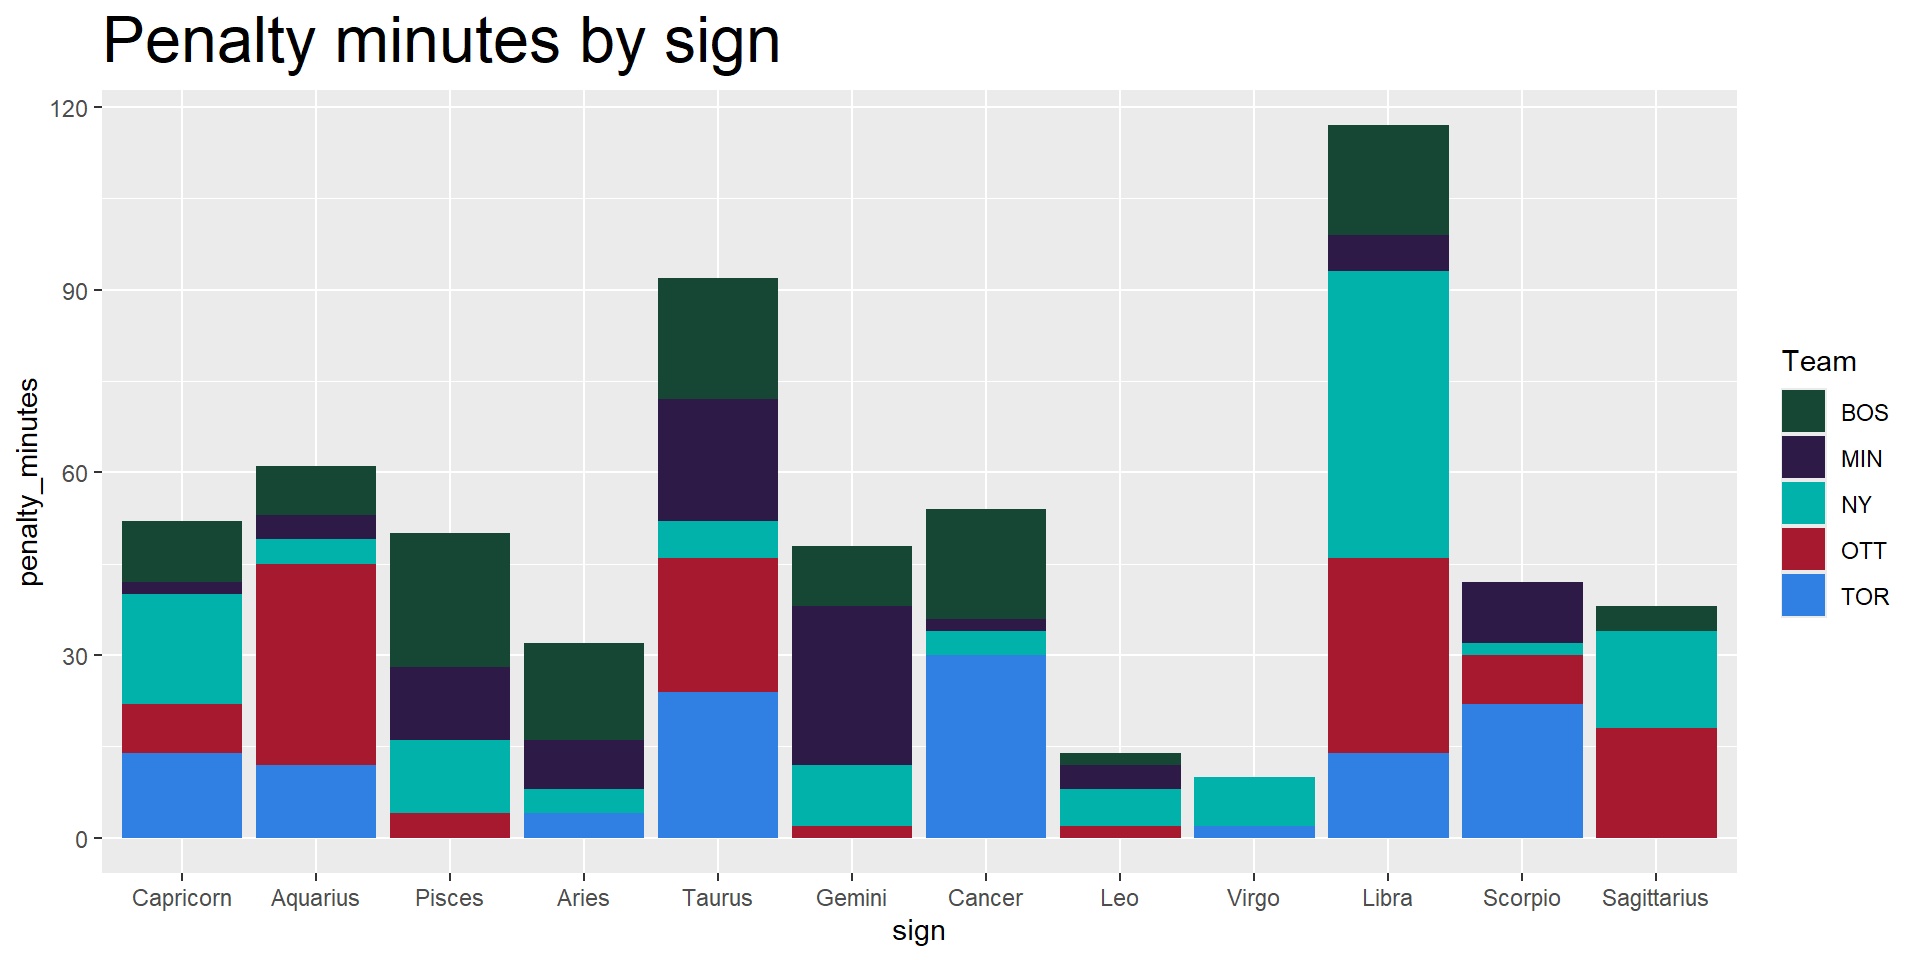 Penalty minutes by sign
120
90
60
30
0
penalty_minutes
Capricorn Aquarius Pisces Aries Taurus Gemini Cancer Leo Virgo Libra Scorpio Sagittarius
sign
Team
BOS
MIN
NY
OTT
TOR